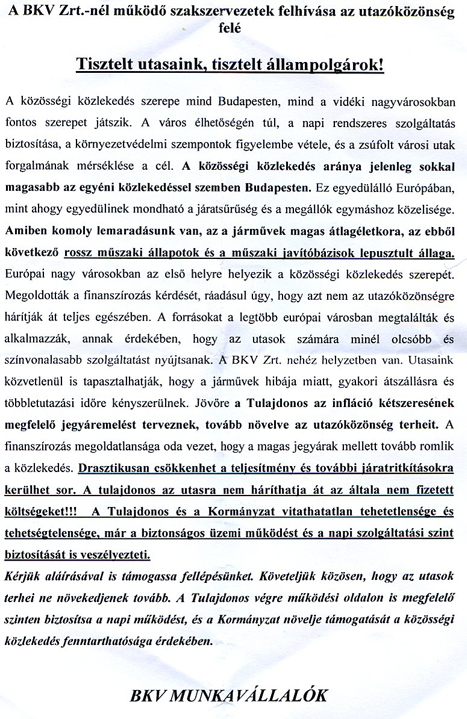 A BKV Zrt.-nél működő szakszervezetek felhívása az utazóközönség
felé
Tisztelt utasaink, tisztelt állampolgárok!
A közösségi közlekedés szerepe mind Budapesten, mind a vidéki nagyvárosokban
fontos szerepet játszik. A város élhetőségén túl, a napi rendszeres szolgáltatás
biztosítása, a környezetvédelmi szempontok figyelembe vétele, és a zsúfolt városi utak
forgalmának mérséklése a cél. A közösségi közlekedés aránya jelenleg sokkal
magasabb az egyéni közlekedéssel szemben Budapesten. Ez egyedülálló Európában,
mint ahogy egyedülinek mondható a járatsűrűség és a megállók egymáshoz közelisége.
Amiben komoly lemaradásunk van, az a járművek magas átlagéletkora, az ebből
következő rossz műszaki állapotok és a műszaki javítóbázisok lepusztult állaga.
Európai nagy városokban az első helyre helyezik a közösségi közlekedés szerepét.
Megoldották a finanszírozás kérdését, ráadásul úgy, hogy azt nem az utazóközönségre
hárítják át teljes egészében. A forrásokat a legtöbb európai városban megtalálták és
alkalmazzák, annak érdekében, hogy az utasok számára minél olcsóbb és
színvonalasabb szolgáltatást nyújtsanak. A BKV Zrt. nehéz helyzetben van. Utasaink
közvetlenül is tapasztalhatják, hogy a járművek hibája miatt, gyakori átszállásra és
többletutazási időre kényszerülnek. Jövőre a Tulajdonos az infláció kétszeresének
megfelelő jegyáremelést terveznek, tovább növelve az utazóközönség terheit. A
finanszírozás megoldatlansága oda vezet, hogy a magas jegyárak mellett tovább romlik
a közlekedés. Drasztikusan csökkenhet a teljesítmény és további járatritkításokra
kerülhet sor. A tulajdonos az utasra nem háríthatja át az általa nem fizetett
költségeket!!! A Tulajdonos és a Kormányzat vitathatatlan tehetetlensége és
tehetségtelensége, már a biztonságos üzemi működést és a napi szolgáltatási szint
biztosítását is veszélyezteti.
Kérjük aláírásával is támogassa fellépésünket. Követeljük közösen, hogy az utasok
terhei ne növekedjenek tovább. A Tulajdonos végre működési oldalon is megfelelő
szinten biztosítsa a napi működést, és a Kormányzat növelje támogatását a közösségi
közlekedés fenntarthatósága érdekében.
BKV MUNKAVÁLLALÓK